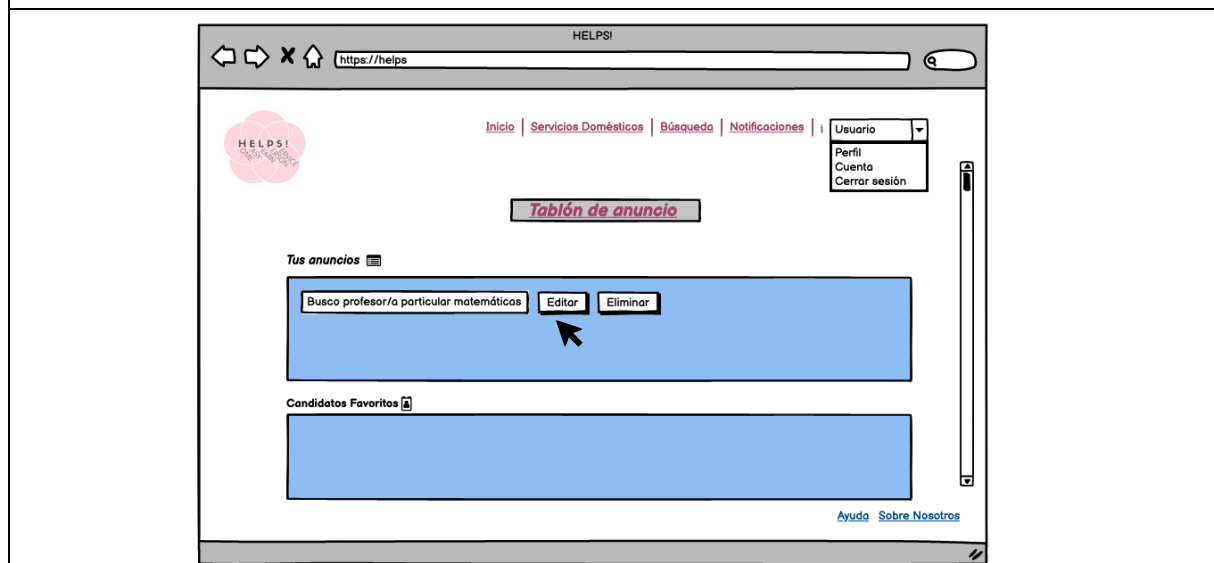 HELPS!
https://helps
HELPS!
Inicio | Servicios Domésticos | Búsqueda | Notificaciones |
Usuario
Perfil
Cuenta
Cerrar sesión
Tablón de anuncio
Tus anuncios
Busco profesor/a particular matemáticas Editar Eliminar
Candidatos Favoritos
Ayuda Sobre Nosotros